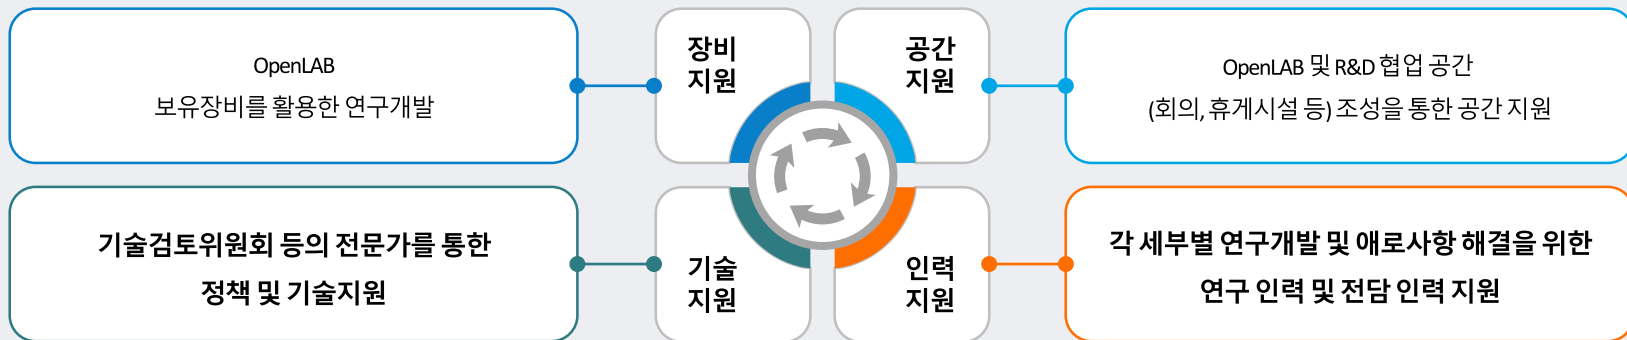 OpenLAB
보유장비를 활용한 연구개발
장비
지원
공간
지원
OpenLAB 및 R&D 협업 공간
(회의, 휴게시설 등) 조성을 통한 공간 지원
기술검토위원회 등의 전문가를 통한
정책 및 기술지원
기술
지원
인력
지원
각 세부별 연구개발 및 애로사항 해결을 위한
연구 인력 및 전담 인력 지원